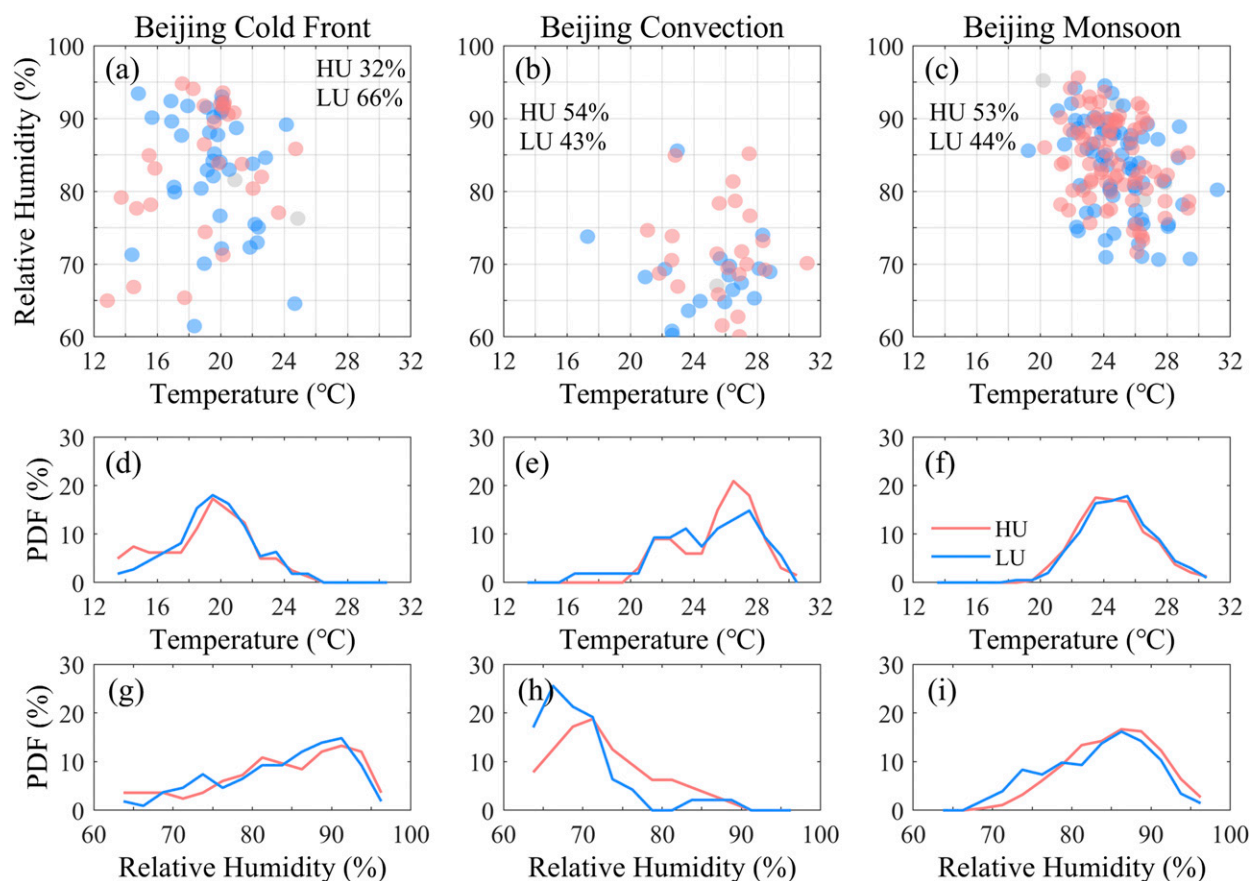 Beijing Cold Front
Beijing Convection
Beijing Monsoon
Relative Humidity (%)
100
90
80
70
60
(a)
HU 32%
LU 66%
12 16 20 24 28 32
Temperature (°C)
100
90
80
70
60
(b)
HU 54%
LU 43%
12 16 20 24 28 32
Temperature (°C)
100
90
80
70
60
(c)
HU 53%
LU 44%
12 16 20 24 28 32
Temperature (°C)
PDF (%)
30
20
10
0
(d)
12 16 20 24 28 32
Temperature (°C)
30
20
10
0
(e)
12 16 20 24 28 32
Temperature (°C)
30
20
10
0
(f)
HU
LU
12 16 20 24 28 32
Temperature (°C)
PDF (%)
30
20
10
0
(g)
60 70 80 90 100
Relative Humidity (%)
30
20
10
0
(h)
60 70 80 90 100
Relative Humidity (%)
30
20
10
0
(i)
60 70 80 90 100
Relative Humidity (%)